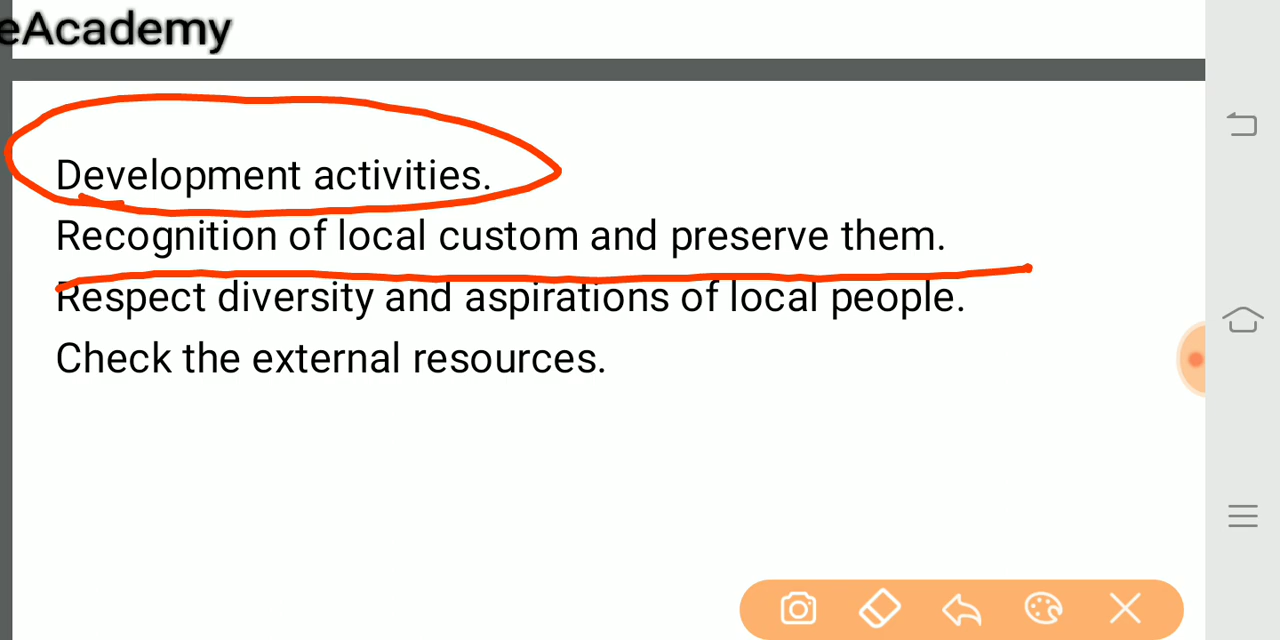 eAcademy
Development activities.
Recognition of local custom and preserve them.
Respect diversity and aspirations of local people.
Check the external resources.